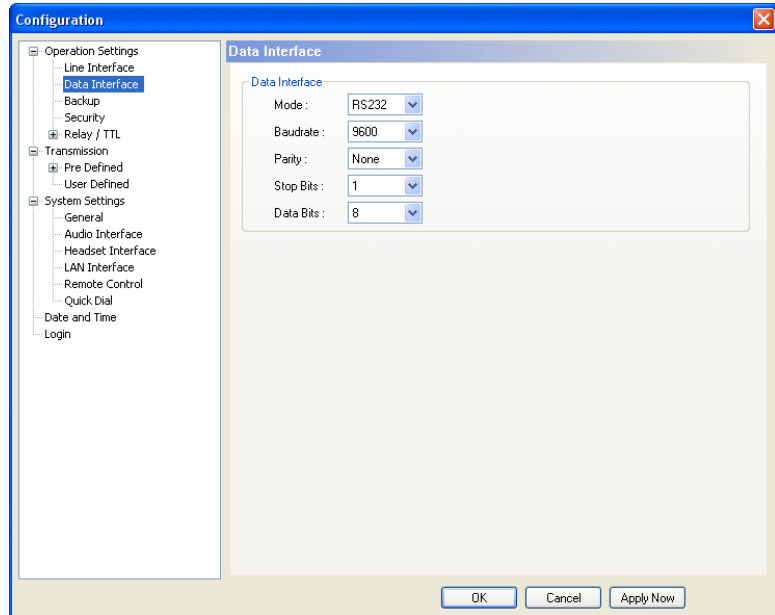 Configuration
Operation Settings
Line Interface
Data Interface
Backup
Security
Relay / TTL
Transmission
Pre Defined
User Defined
System Settings
General
Audio Interface
Headset Interface
LAN Interface
Remote Control
Quick Dial
Date and Time
Login
Data Interface
Data Interface
Mode : RS232
Baudrate : 9600
Parity : None
Stop Bits : 1
Data Bits : 8
OK Cancel Apply Now